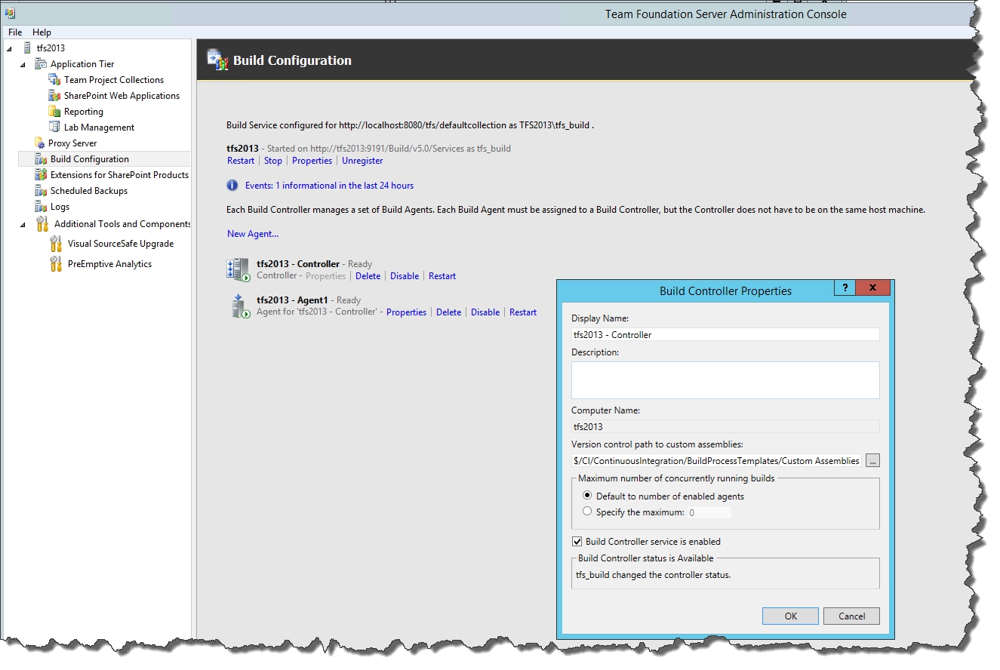 Team Foundation Server Administration Console
File Help
tfs2013
Application Tier
Team Project Collections
SharePoint Web Applications
Reporting
Lab Management
Proxy Server
Build Configuration
Extensions for SharePoint Products
Scheduled Backups
Logs
Additional Tools and Components
Visual SourceSafe Upgrade
PreEmptive Analytics
Build Configuration
Build Service configured for http://localhost:8080/tfs/defaultcollection as TFS2013\tfs_build .
tfs2013 - Started on http://tfs2013:9191/Build/v5.0/Services as tfs_build
Restart | Stop | Properties | Unregister
i Events: 1 informational in the last 24 hours
Each Build Controller manages a set of Build Agents. Each Build Agent must be assigned to a Build Controller, but the Controller does not have to be on the same host machine.
New Agent...
tfs2013 - Controller - Ready
Controller - Properties | Delete | Disable | Restart
tfs2013 - Agent1 - Ready
Agent for 'tfs2013 - Controller' - Properties | Delete | Disable | Restart
Build Controller Properties ? x
Display Name:
tfs2013 - Controller
Description:
Computer Name:
tfs2013
Version control path to custom assemblies:
$/CI/ContinuousIntegration/BuildProcessTemplates/Custom Assemblies ...
Maximum number of concurrently running builds
Default to number of enabled agents
Specify the maximum: 0
Build Controller service is enabled
Build Controller status is Available
tfs_build changed the controller status.
OK Cancel